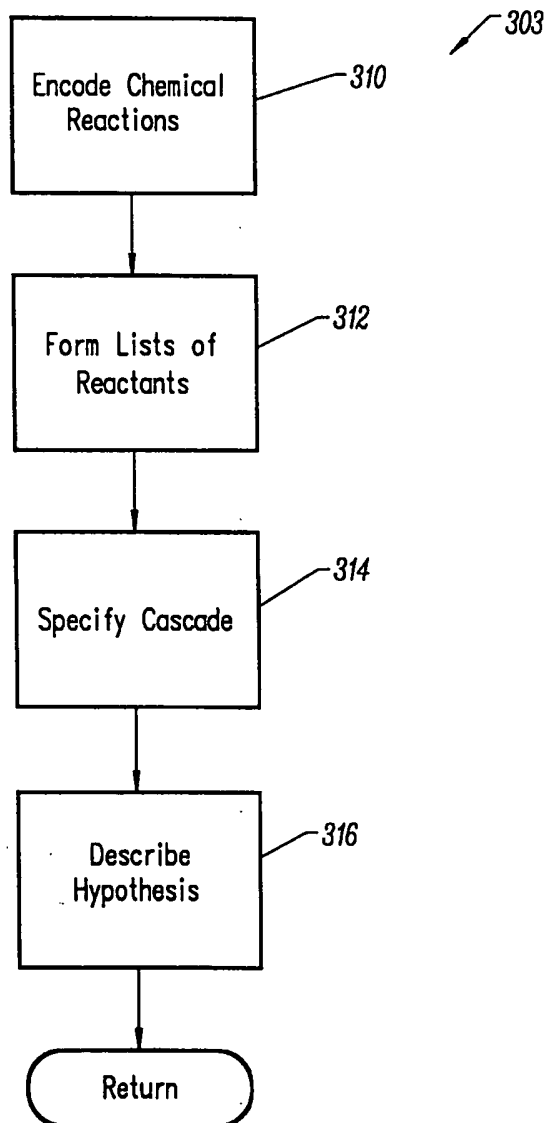 303
Encode Chemical
Reactions
310
Form Lists of
Reactants
312
Specify Cascade
314
Describe
Hypothesis
316
Return